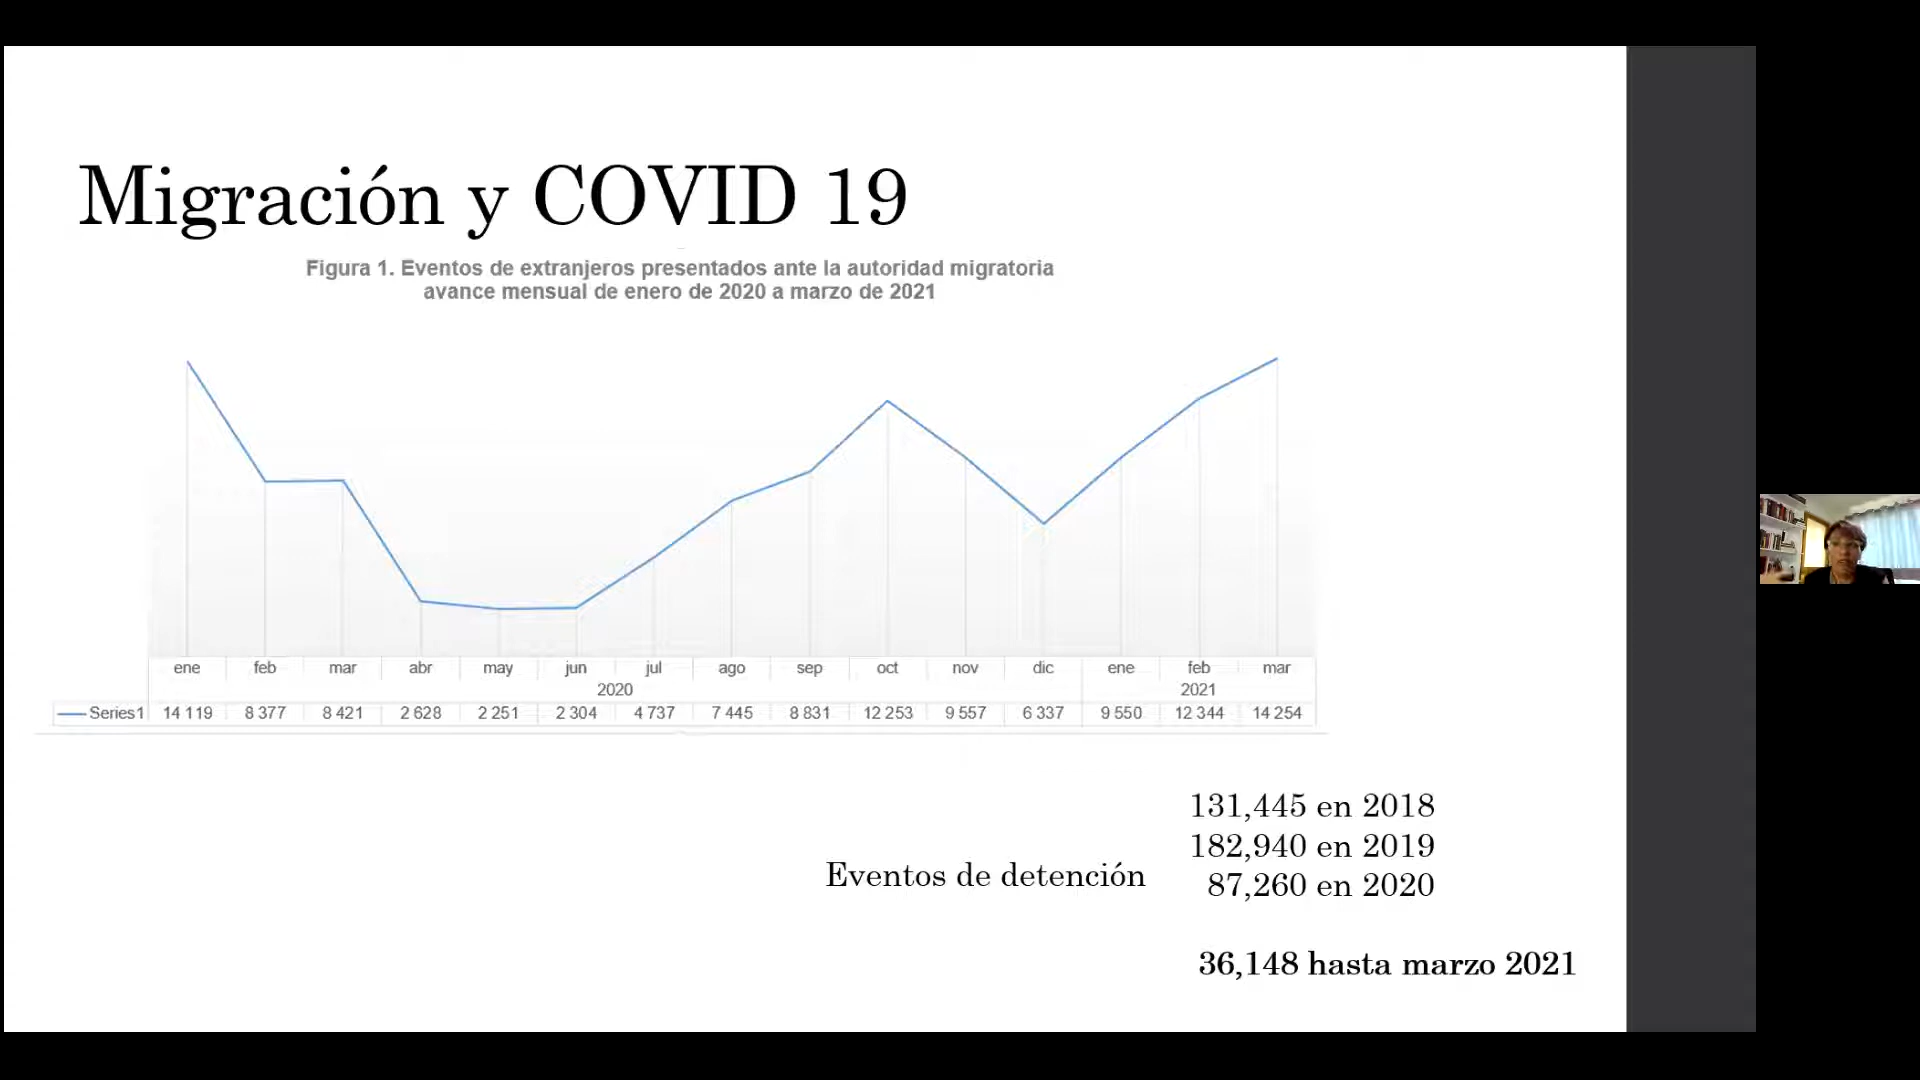 Migración y COVID 19
Figura 1. Eventos de extranjeros presentados ante la autoridad migratoria
avance mensual de enero de 2020 a marzo de 2021
ene feb mar abr may jun jul ago sep oct nov dic ene feb mar
2020 2021
Series1 14 119 8 377 8 421 2 628 2 251 2 304 4 737 7 445 8 831 12 253 9 557 6 337 9 550 12 344 14 254
131,445 en 2018
182,940 en 2019
Eventos de detención
87,260 en 2020
36,148 hasta marzo 2021